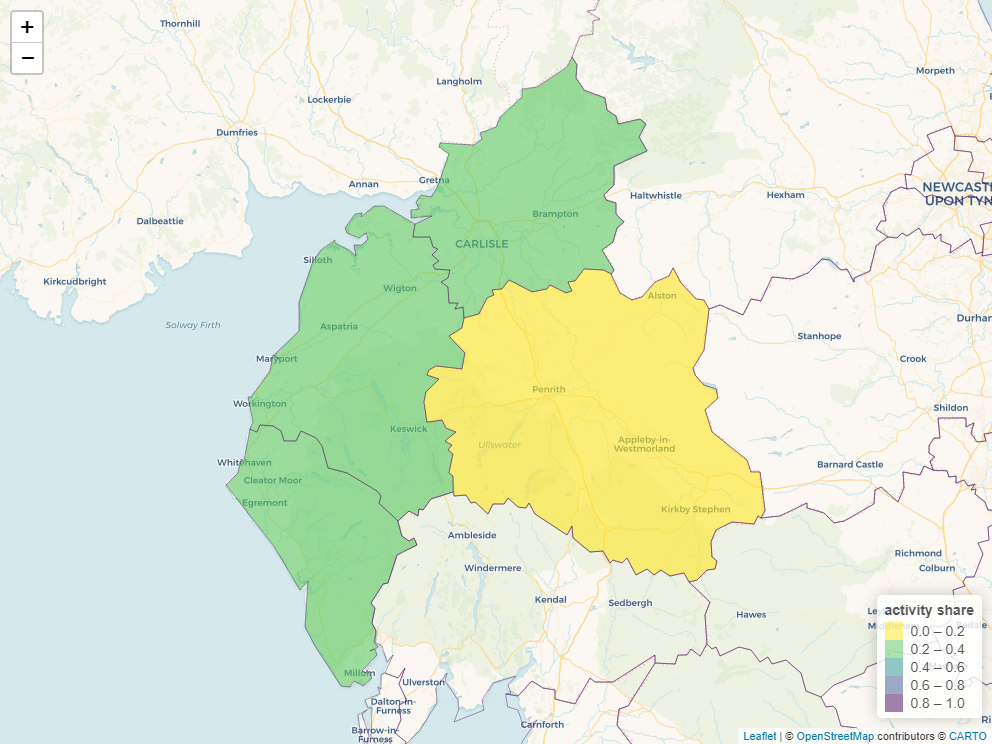 +
−
Thornhill
Langholm
Morpeth
Lockerbie
Dumfries
Gretna
Annan
Haltwhistle
Hexham
NEWCAST
UPON TYN
Dalbeattie
Brampton
CARLISLE
Silloth
Kirkcudbright
Wigton
Alston
Solway Firth
Aspatria
Durhar
Stanhope
Maryport
Crook
Penrith
Workington
Shildon
Keswick
Ullswater
Appleby-in-
Westmorland
Whitehaven
Barnard Castle
Cleator Moor
Egremont
Kirkby Stephen
Ambleside
Richmond
Windermere
Colburn
Kendal
Sedbergh
Hawes
Millom
Ulverston
Dalton-in-
Furness
Carnforth
Barrow-in-
Furness
activity share
0.0 – 0.2
0.2 – 0.4
0.4 – 0.6
0.6 – 0.8
0.8 – 1.0
Leaflet | © OpenStreetMap contributors © CARTO